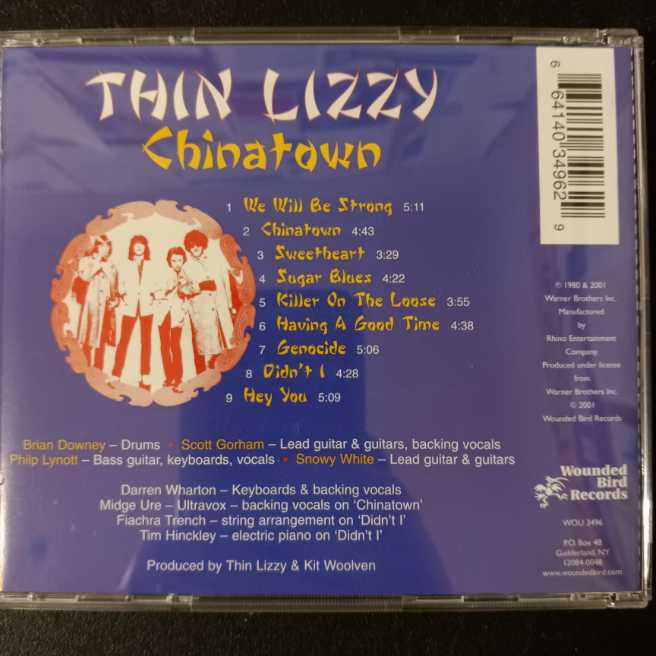 THIN LIZZY
Chinatown
1 We Will Be Strong 5:11
2 Chinatown 4:43
3 Sweetheart 3:29
4 Sugar Blues 4:22
5 Killer On The Loose 3:55
6 Having A Good Time 4:38
7 Genocide 5:06
8 Didn't I 4:28
9 Hey You 5:09
Brian Downey – Drums • Scott Gorham – Lead guitar & guitars, backing vocals
Philp Lynott – Bass guitar, keyboards, vocals • Snowy White – Lead guitar & guitars
Darren Wharton – Keyboards & backing vocals
Midge Ure – Ultravox – backing vocals on 'Chinatown'
Fiachra Trench – string arrangement on 'Didn't I'
Tim Hinckley – electric piano on 'Didn't I'
Produced by Thin Lizzy & Kit Woolven
6 64140 34962 9
℗ 1980 & 2001
Warner Brothers Inc.
Manufactured
by
Rhino Entertainment
Company
Produced under license
from
Warner Brothers Inc.
© 2001
Wounded Bird Records
Wounded
Bird
Records
WOU 3496
P.O. Box 48
Guilderland, NY
12084-0048
www.woundedbird.com